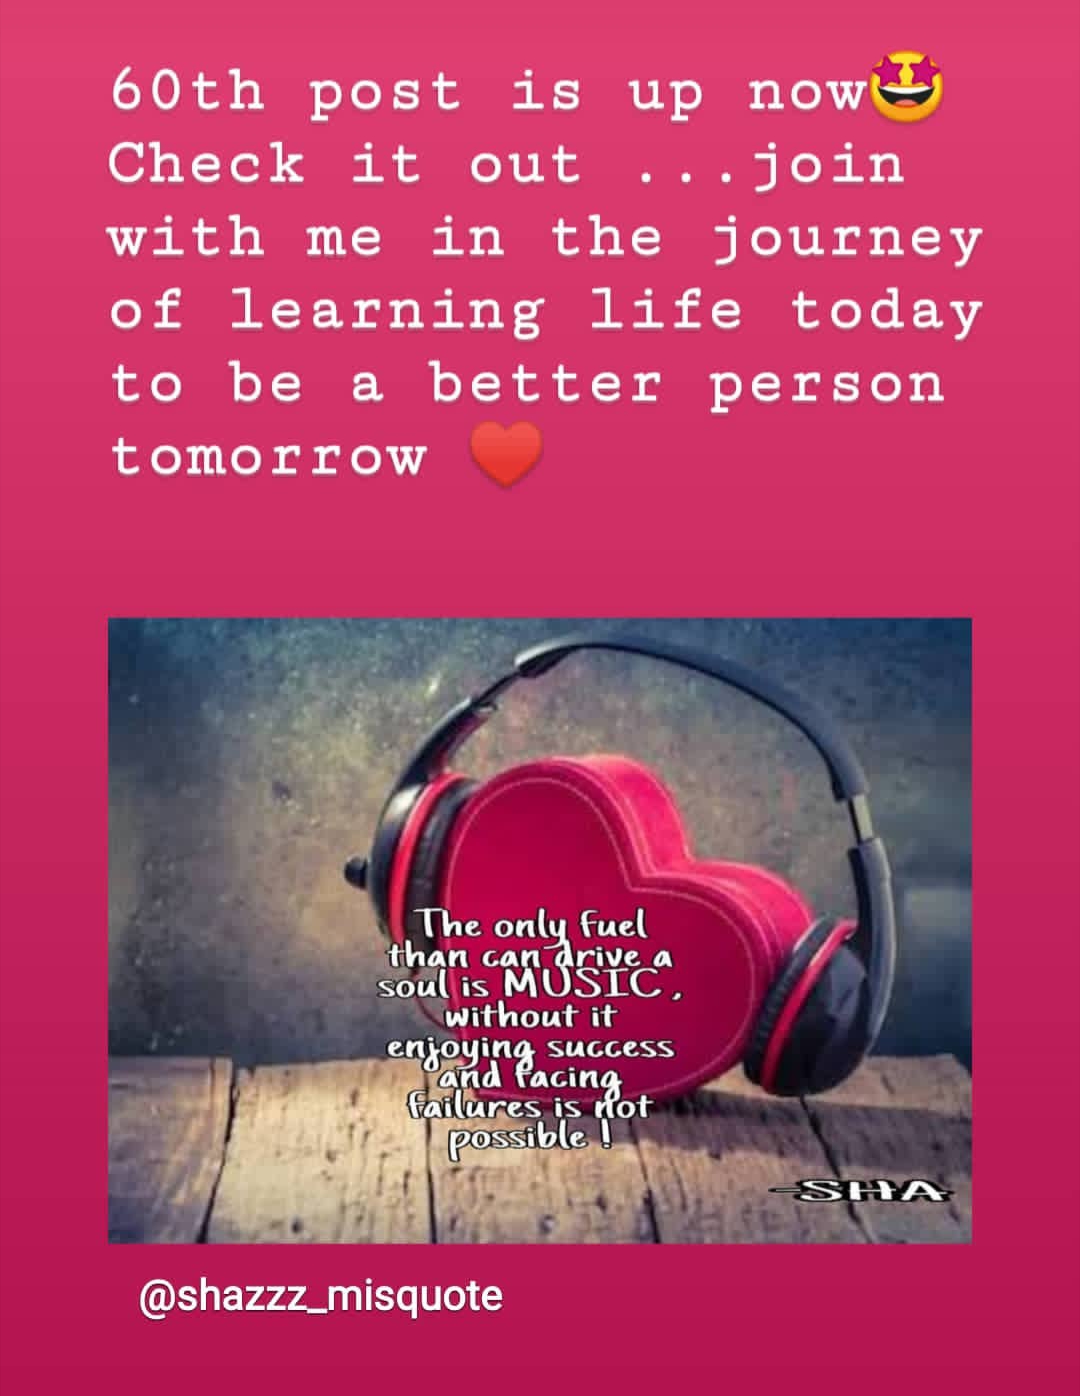 60th post is up now🤩
Check it out ...join
with me in the journey
of learning life today
to be a better person
tomorrow ♥️
The only fuel
than can drive a
soul is MUSIC,
without it
enjoying success
and facing
failures is not
possible !
-SHA
@shazzz_misquote